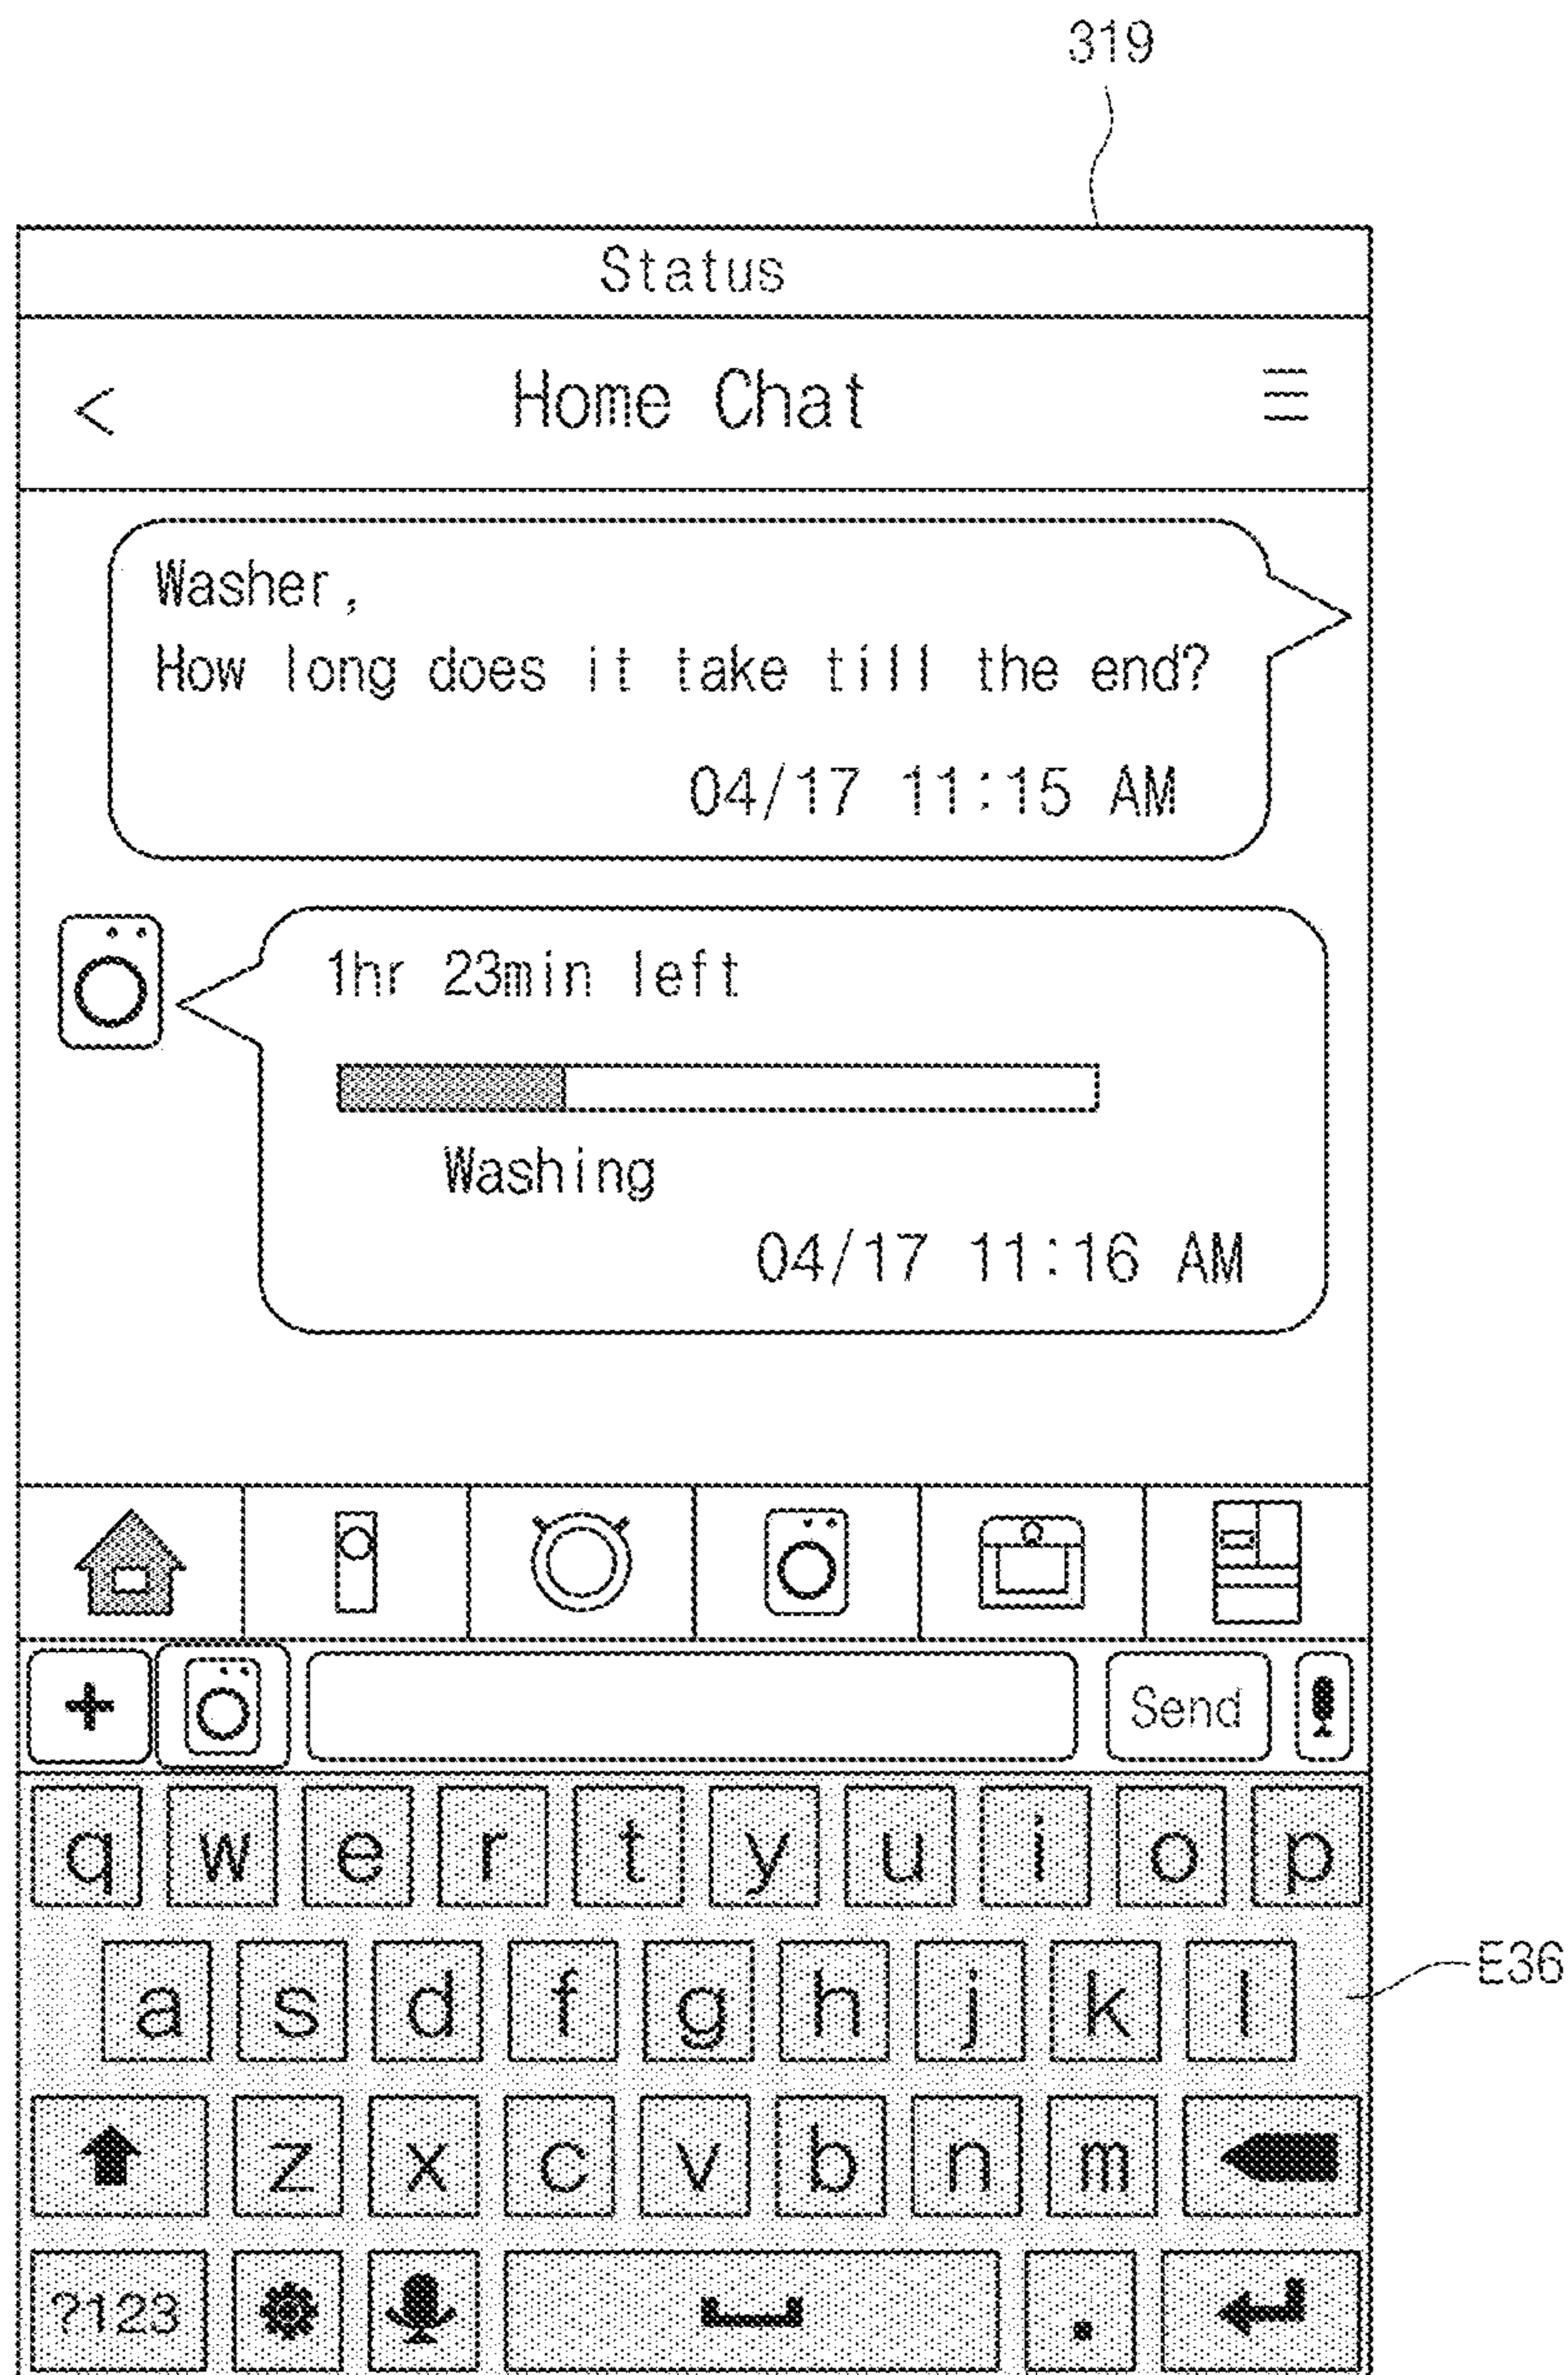 319
Status
< Home Chat
Washer,
How long does it take till the end?
04/17 11:15 AM
1hr 23min left
Washing
04/17 11:16 AM
+ Send
q w e r t y u i o p
a s d f g h j k l
E36
z x c v b n m
?123 .